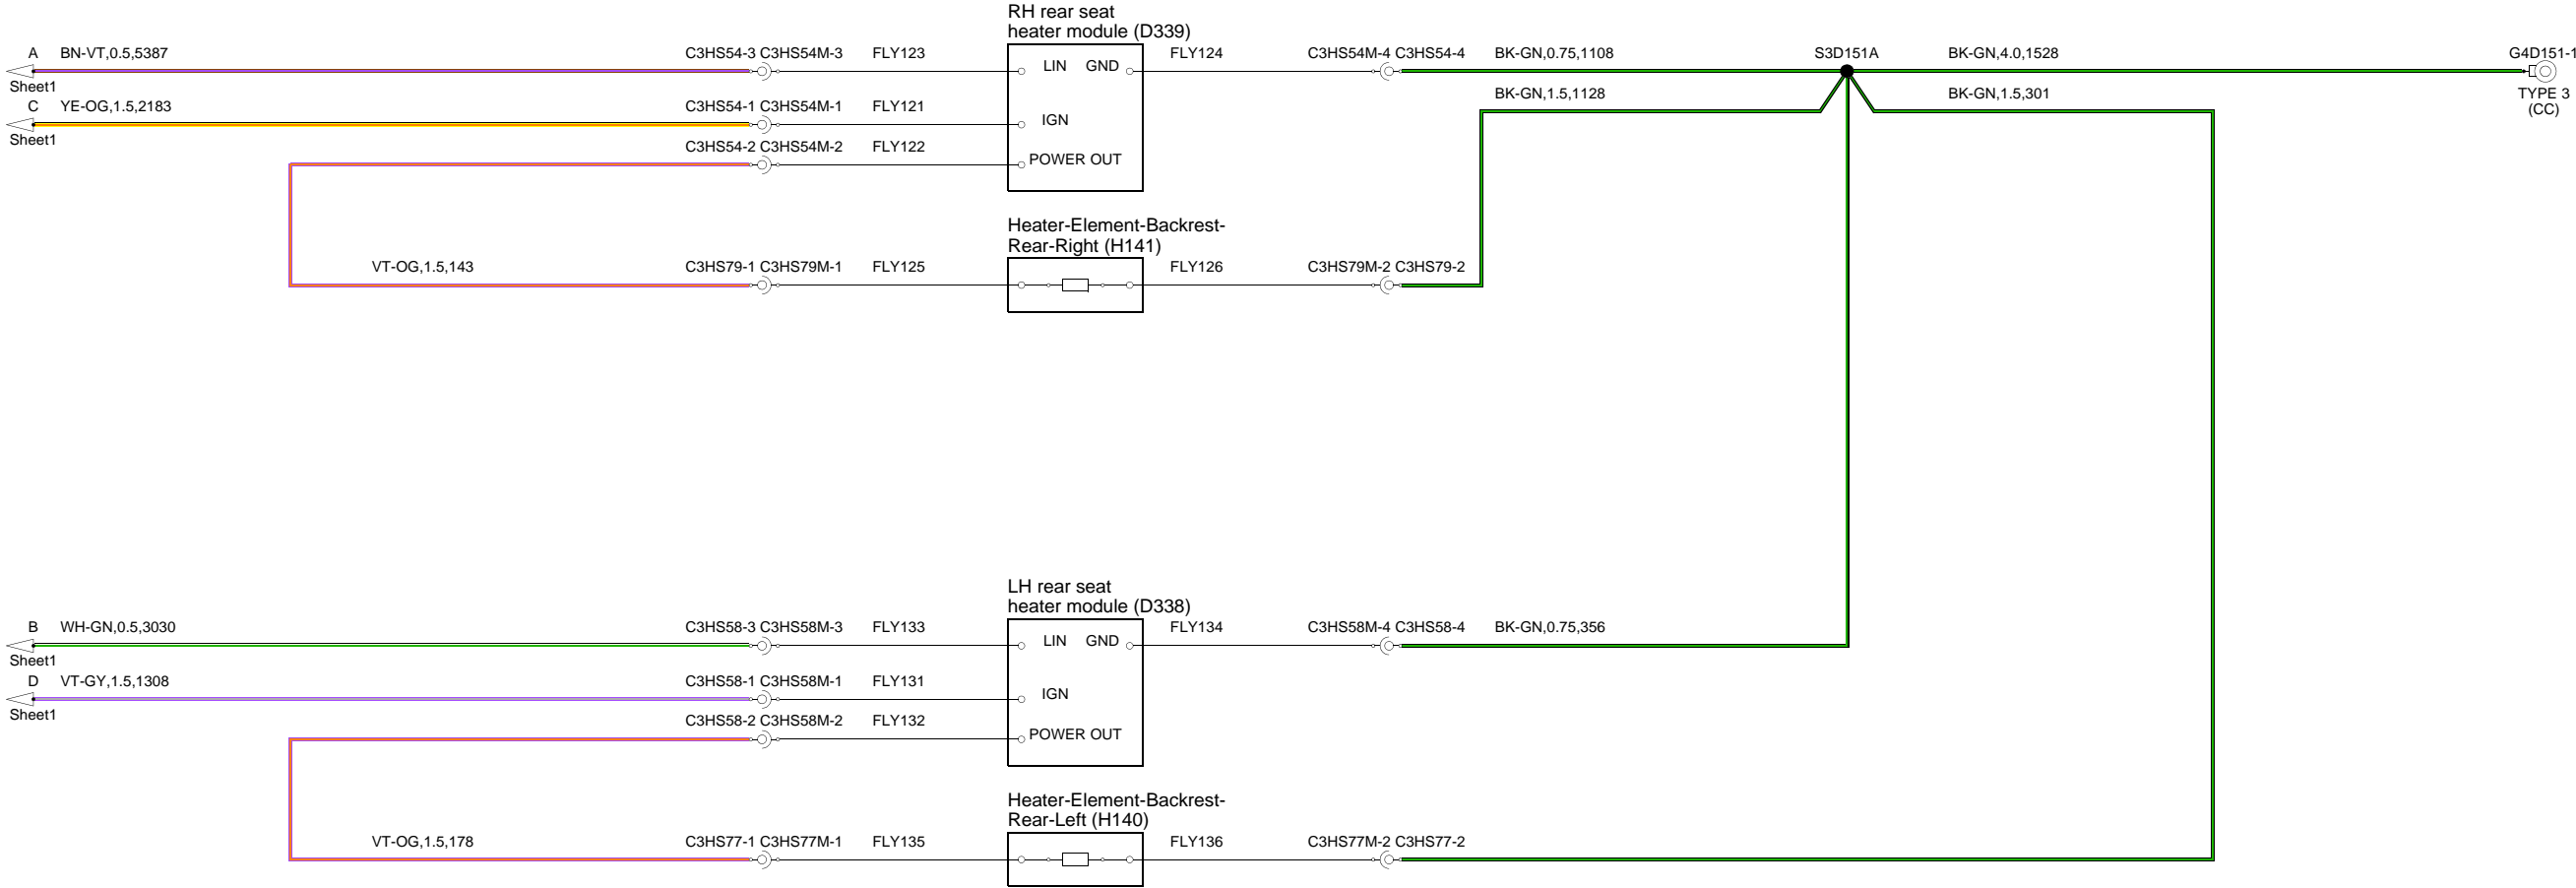 RH rear seat
heater module (D339)
A BN-VT,0.5,5387 C3HS54-3 C3HS54M-3 FLY123 LIN GND FLY124 C3HS54M-4 C3HS54-4 BK-GN,0.75,1108 S3D151A BK-GN,4.0,1528 G4D151-1
Sheet1
C YE-OG,1.5,2183 C3HS54-1 C3HS54M-1 FLY121 IGN BK-GN,1.5,1128 BK-GN,1.5,301 TYPE 3
(CC)
Sheet1
C3HS54-2 C3HS54M-2 FLY122 POWER OUT
Heater-Element-Backrest-
Rear-Right (H141)
VT-OG,1.5,143 C3HS79-1 C3HS79M-1 FLY125 FLY126 C3HS79M-2 C3HS79-2
LH rear seat
heater module (D338)
B WH-GN,0.5,3030 C3HS58-3 C3HS58M-3 FLY133 LIN GND FLY134 C3HS58M-4 C3HS58-4 BK-GN,0.75,356
Sheet1
D VT-GY,1.5,1308 C3HS58-1 C3HS58M-1 FLY131 IGN
Sheet1
C3HS58-2 C3HS58M-2 FLY132 POWER OUT
Heater-Element-Backrest-
Rear-Left (H140)
VT-OG,1.5,178 C3HS77-1 C3HS77M-1 FLY135 FLY136 C3HS77M-2 C3HS77-2